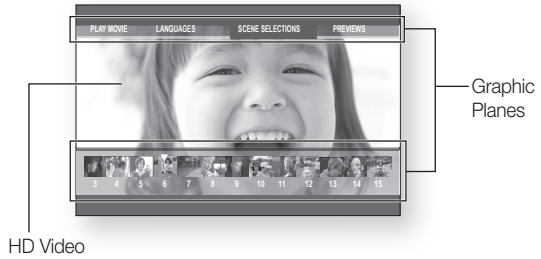 PLAY MOVIE LANGUAGES SCENE SELECTIONS PREVIEWS
Graphic
Planes
3 4 5 6 7 8 9 10 11 12 13 14 15
HD Video